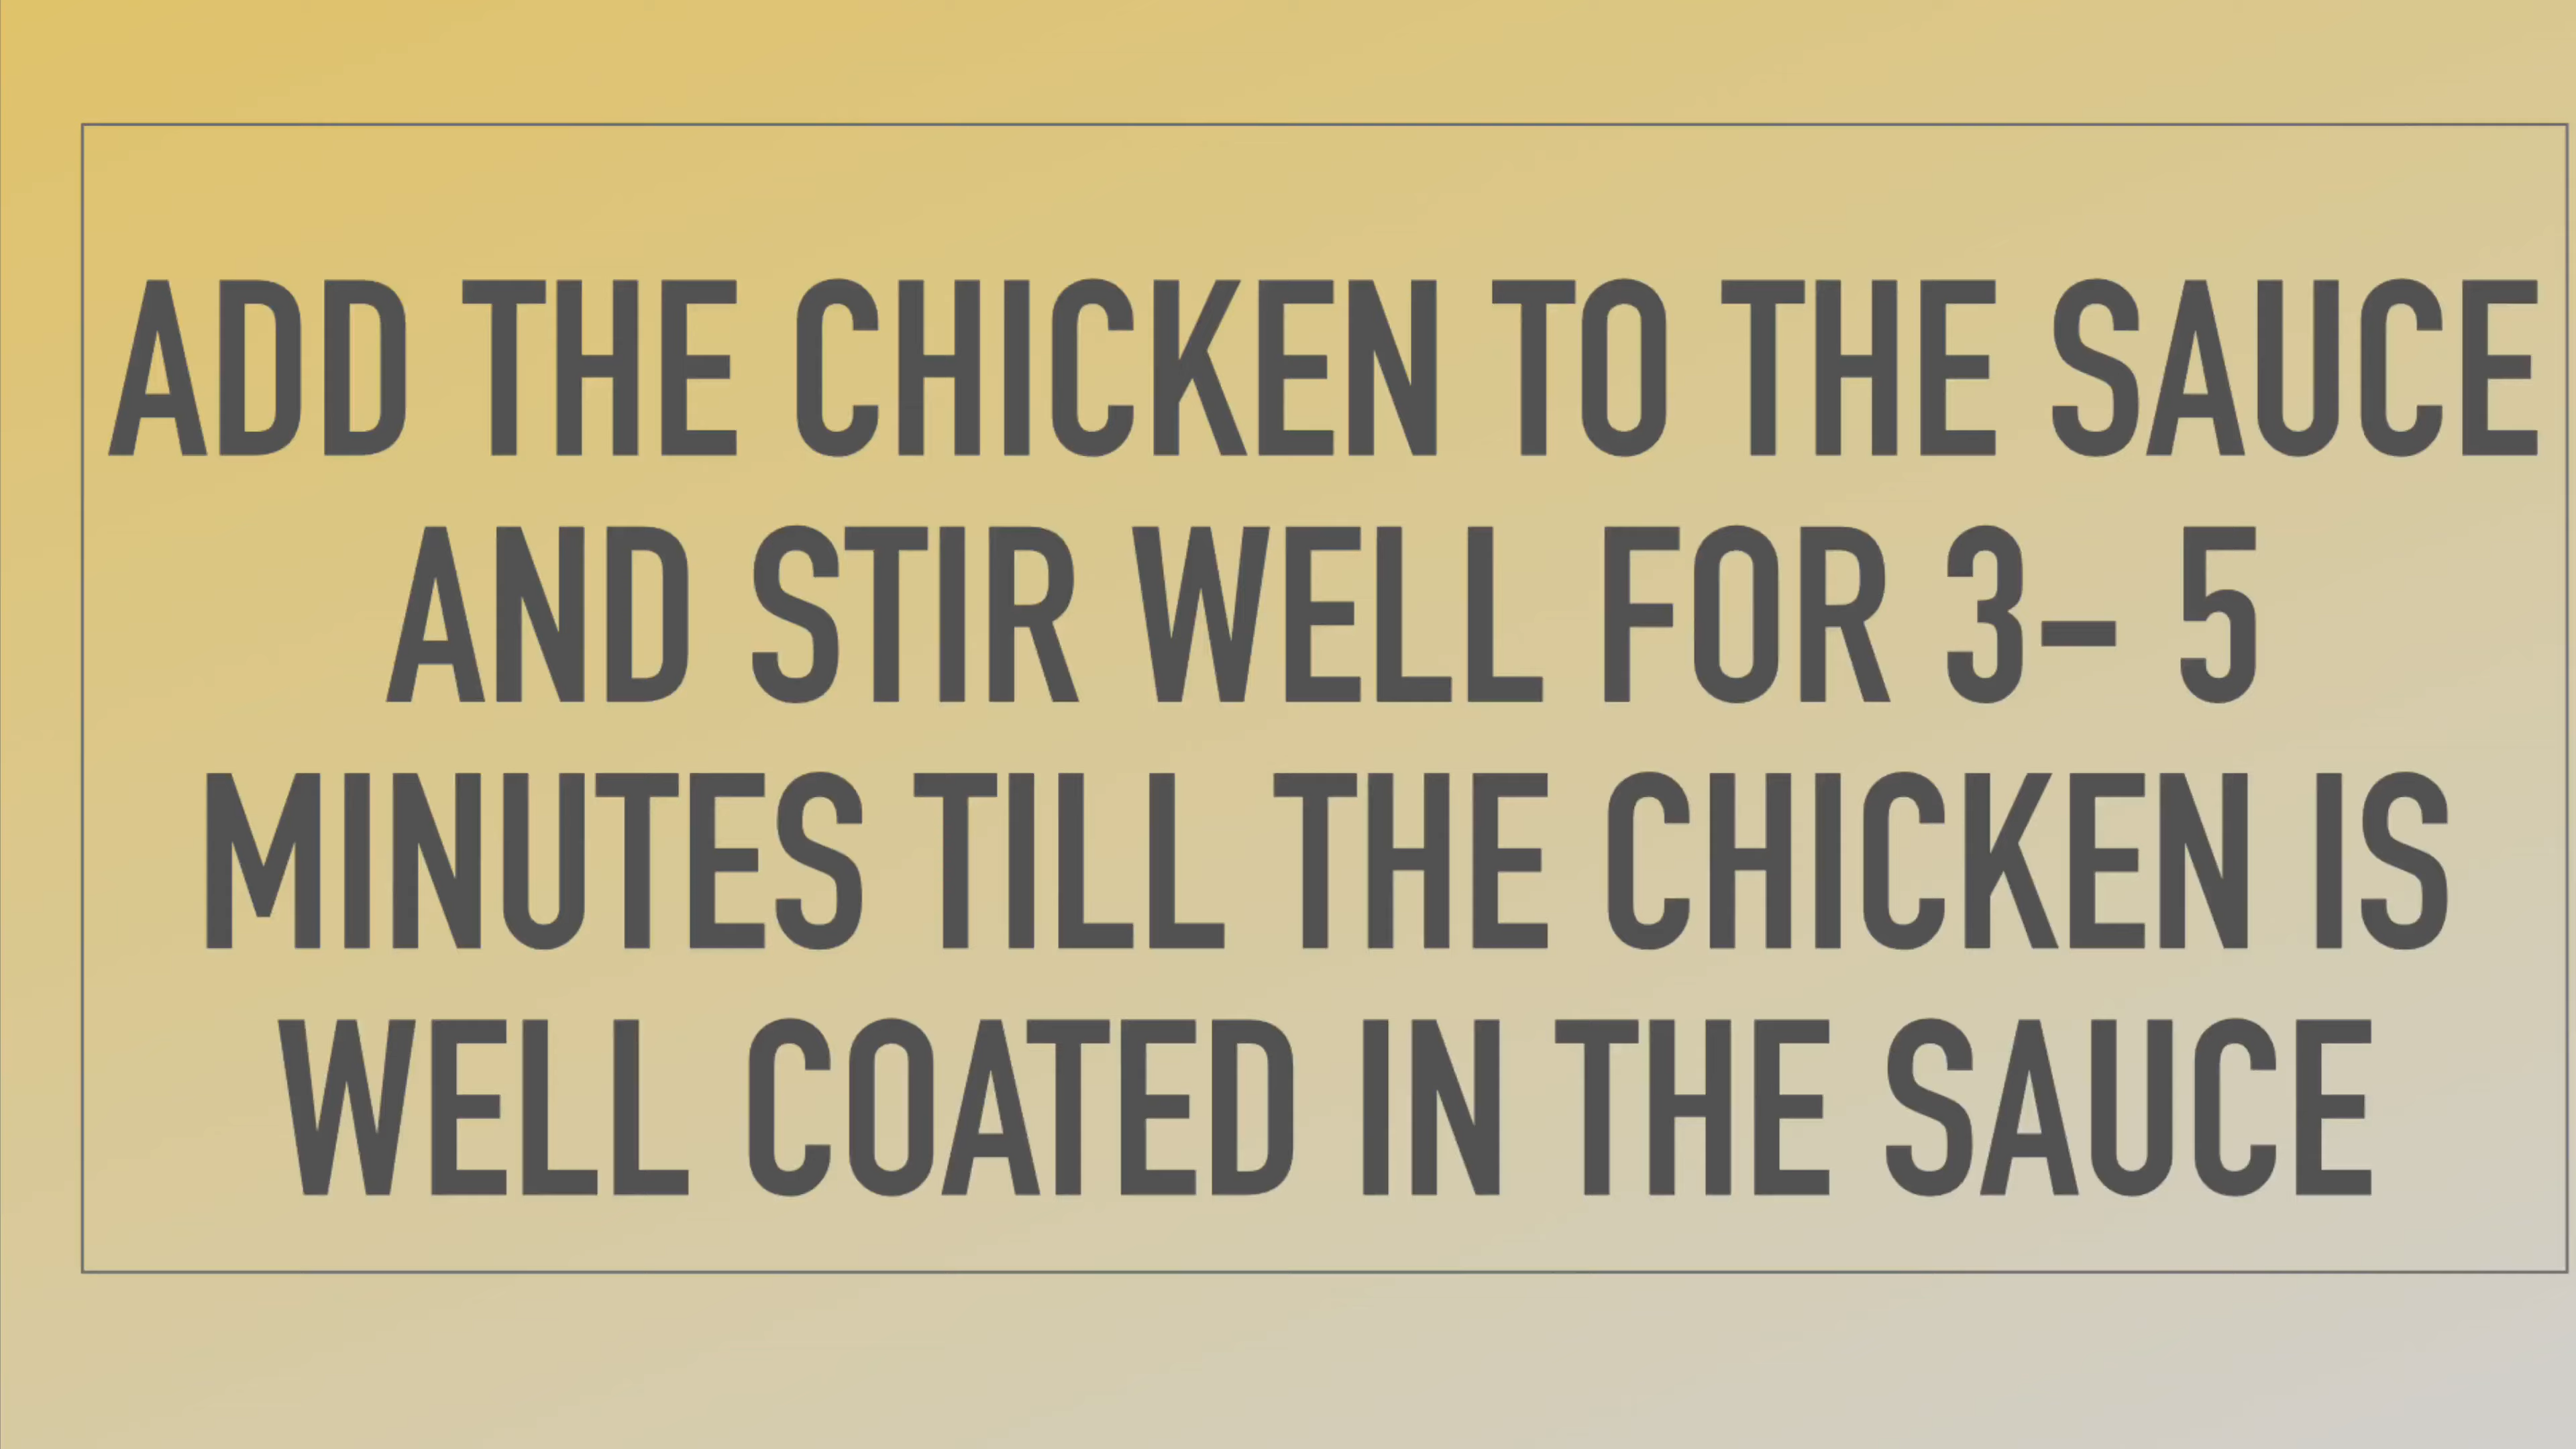 ADD THE CHICKEN TO THE SAUCE
AND STIR WELL FOR 3- 5
MINUTES TILL THE CHICKEN IS
WELL COATED IN THE SAUCE